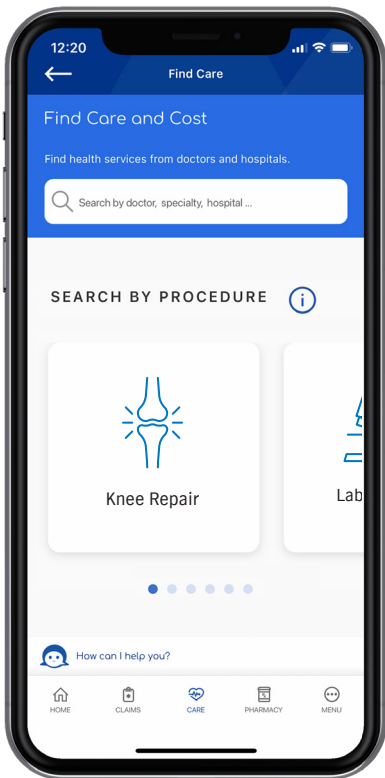 12:20
Find Care
Find Care and Cost
Find health services from doctors and hospitals.
Search by doctor, specialty, hospital ...
SEARCH BY PROCEDURE
Knee Repair
Lab
How can I help you?
HOME CLAIMS CARE PHARMACY MENU